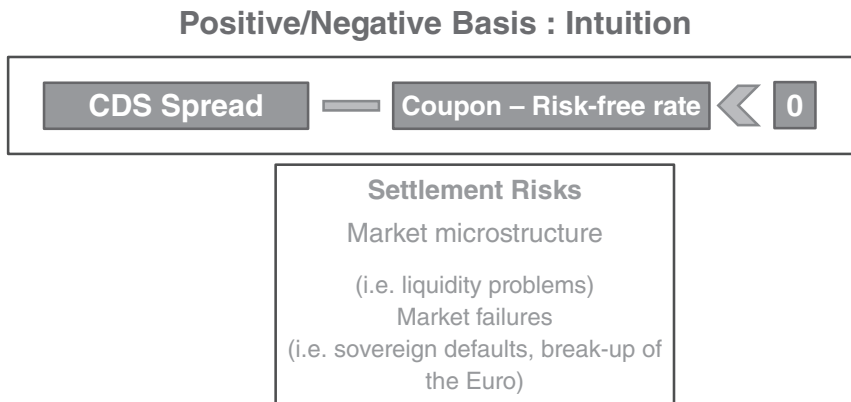 Positive/Negative Basis : Intuition
CDS Spread — Coupon – Risk-free rate < 0
Settlement Risks
Market microstructure
(i.e. liquidity problems)
Market failures
(i.e. sovereign defaults, break-up of
the Euro)